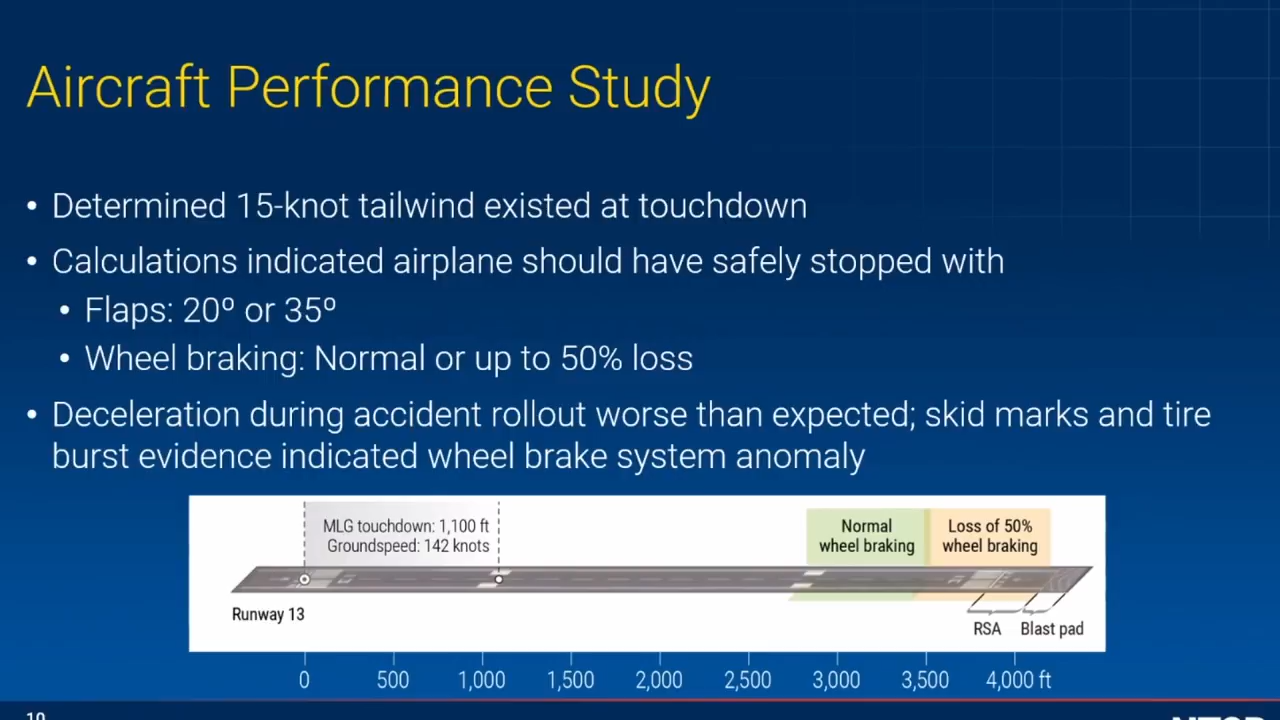 Aircraft Performance Study
• Determined 15-knot tailwind existed at touchdown
• Calculations indicated airplane should have safely stopped with
• Flaps: 20º or 35º
• Wheel braking: Normal or up to 50% loss
• Deceleration during accident rollout worse than expected; skid marks and tire
burst evidence indicated wheel brake system anomaly
MLG touchdown: 1,100 ft
Groundspeed: 142 knots
Normal
wheel braking
Loss of 50%
wheel braking
Runway 13
RSA
Blast pad
0 500 1,000 1,500 2,000 2,500 3,000 3,500 4,000 ft